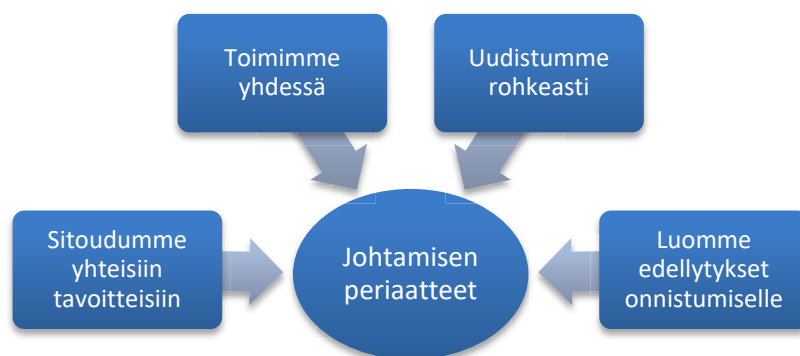 Toimimme
yhdessä
Uudistumme
rohkeasti
Sitoudumme
yhteisiin
tavoitteisiin
Johtamisen
periaatteet
Luomme
edellytykset
onnistumiselle